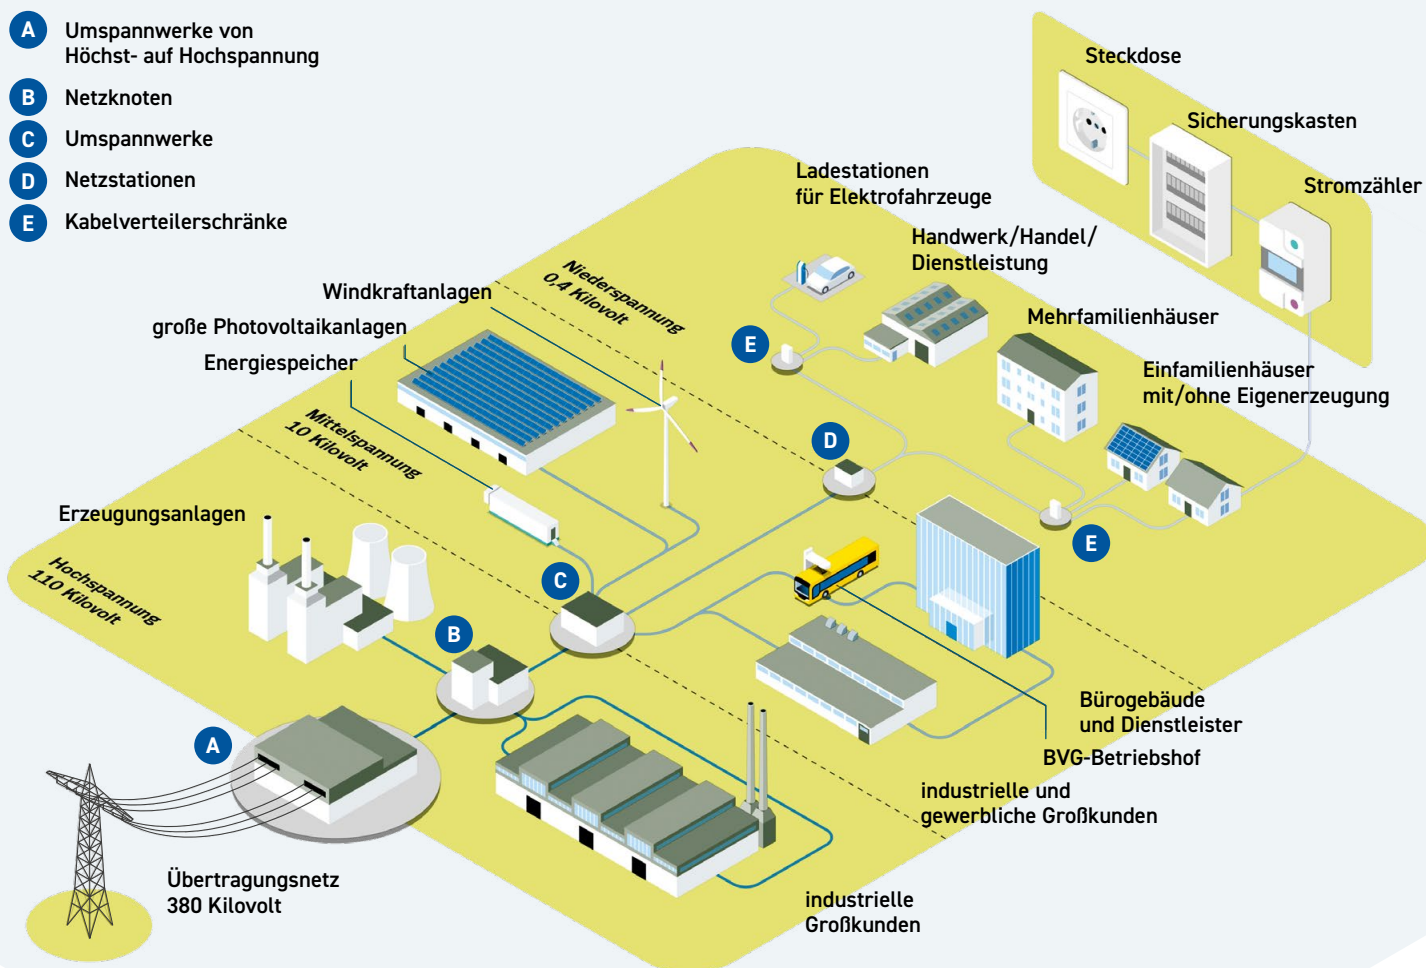 A
Umspannwerke von
Höchst- auf Hochspannung
B
Netzknoten
C
Umspannwerke
D
Netzstationen
E
Kabelverteilerschränke
Steckdose
Sicherungskasten
Stromzähler
Ladestationen
für Elektrofahrzeuge
Handwerk/Handel/
Dienstleistung
Mehrfamilienhäuser
Einfamilienhäuser
mit/ohne Eigenerzeugung
Niederspannung
0,4 Kilovolt
Windkraftanlagen
große Photovoltaikanlagen
Energiespeicher
E
D
E
Mittelspannung
10 Kilovolt
Erzeugungsanlagen
C
Hochspannung
110 Kilovolt
B
A
Bürogebäude
und Dienstleister
BVG-Betriebshof
industrielle und
gewerbliche Großkunden
Übertragungsnetz
380 Kilovolt
industrielle
Großkunden